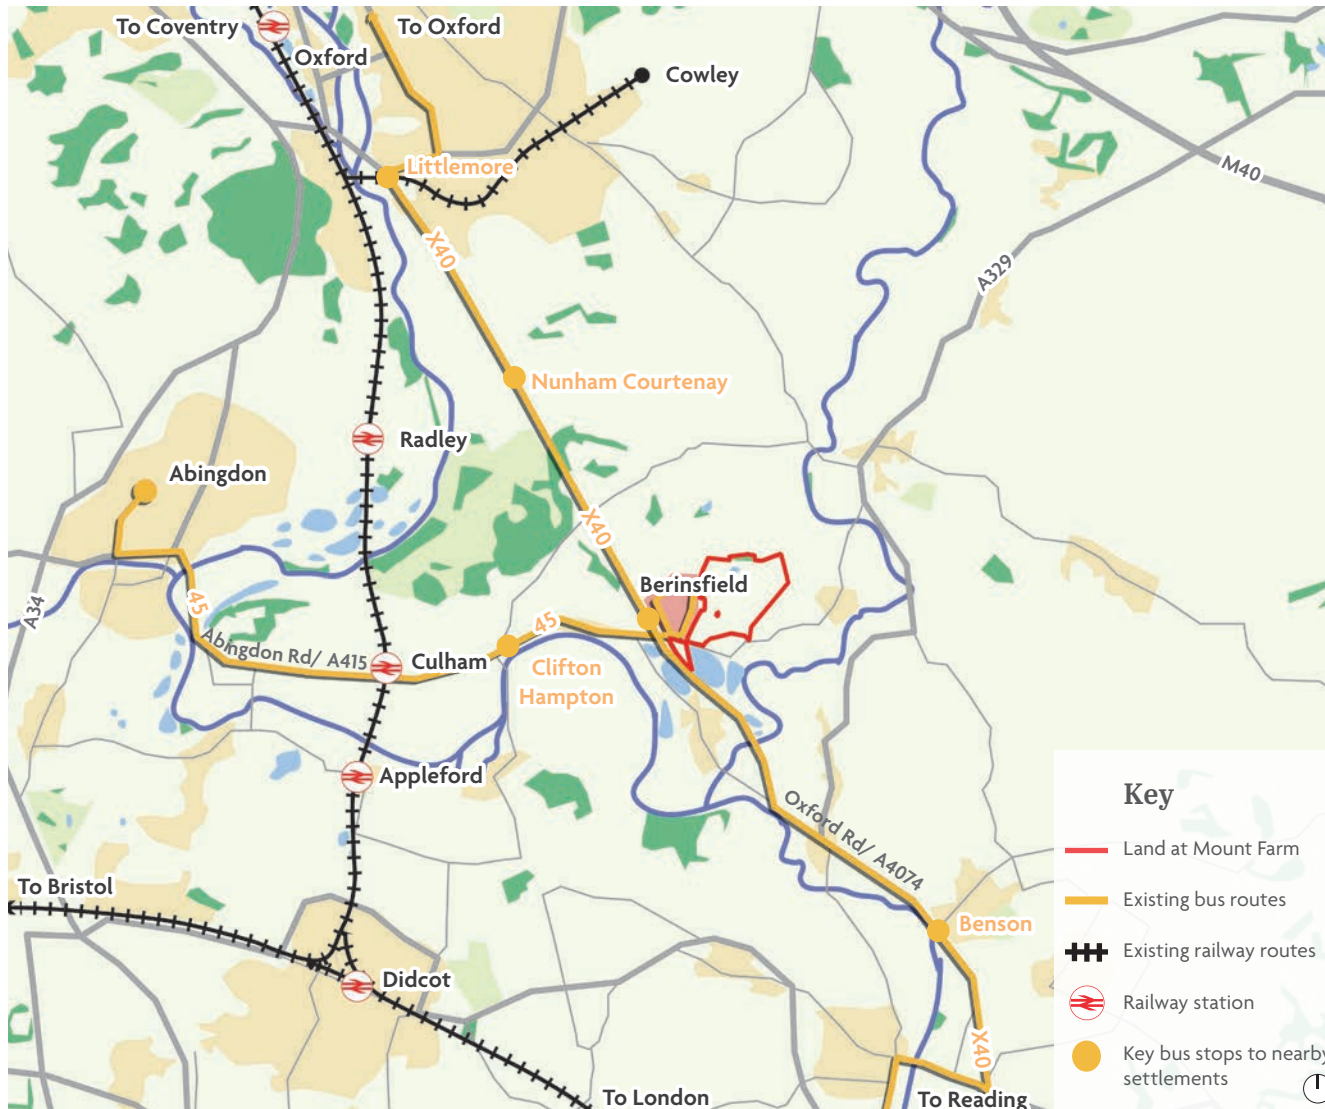 To Coventry
To Oxford
Oxford
Cowley
Littlemore
M40
X40
A329
Nunham Courtenay
Radley
Abingdon
X40
Berinsfield
A34
45
45
Abingdon Rd/ A415
Culham
Clifton
Hampton
Appleford
Oxford Rd/ A4074
To Bristol
Benson
Didcot
X40
To London
To Reading
Key
Land at Mount Farm
Existing bus routes
Existing railway routes
Railway station
Key bus stops to nearby
settlements